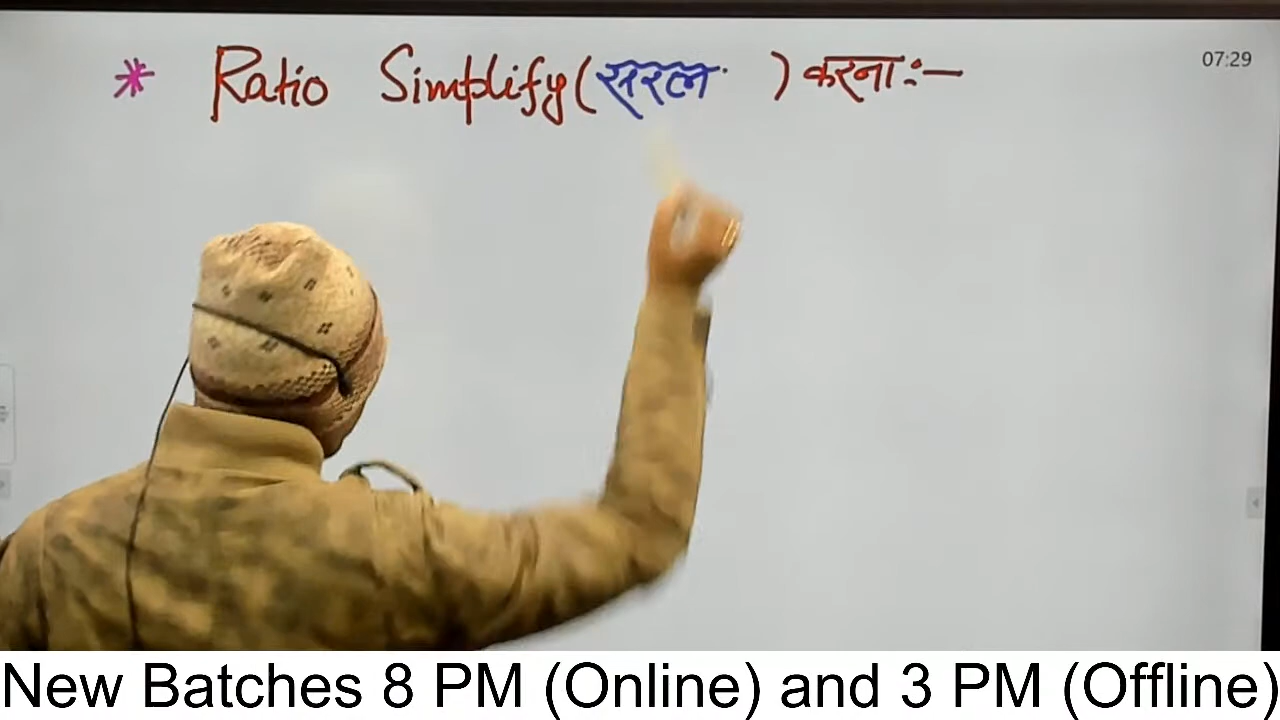 * Ratio Simplify (सरल ) करना :-
07:29
New Batches 8 PM (Online) and 3 PM (Offline)